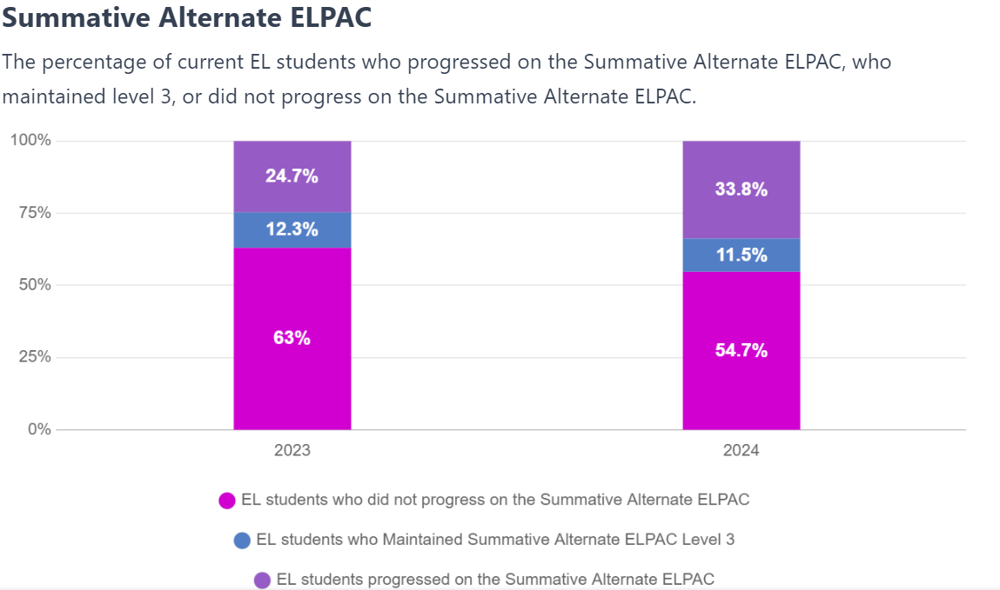 Summative Alternate ELPAC
The percentage of current EL students who progressed on the Summative Alternate ELPAC, who
maintained level 3, or did not progress on the Summative Alternate ELPAC.
100%
24.7%
33.8%
75%
12.3%
11.5%
50%
63%
54.7%
25%
0%
2023
2024
EL students who did not progress on the Summative Alternate ELPAC
EL students who Maintained Summative Alternate ELPAC Level 3
EL students progressed on the Summative Alternate ELPAC